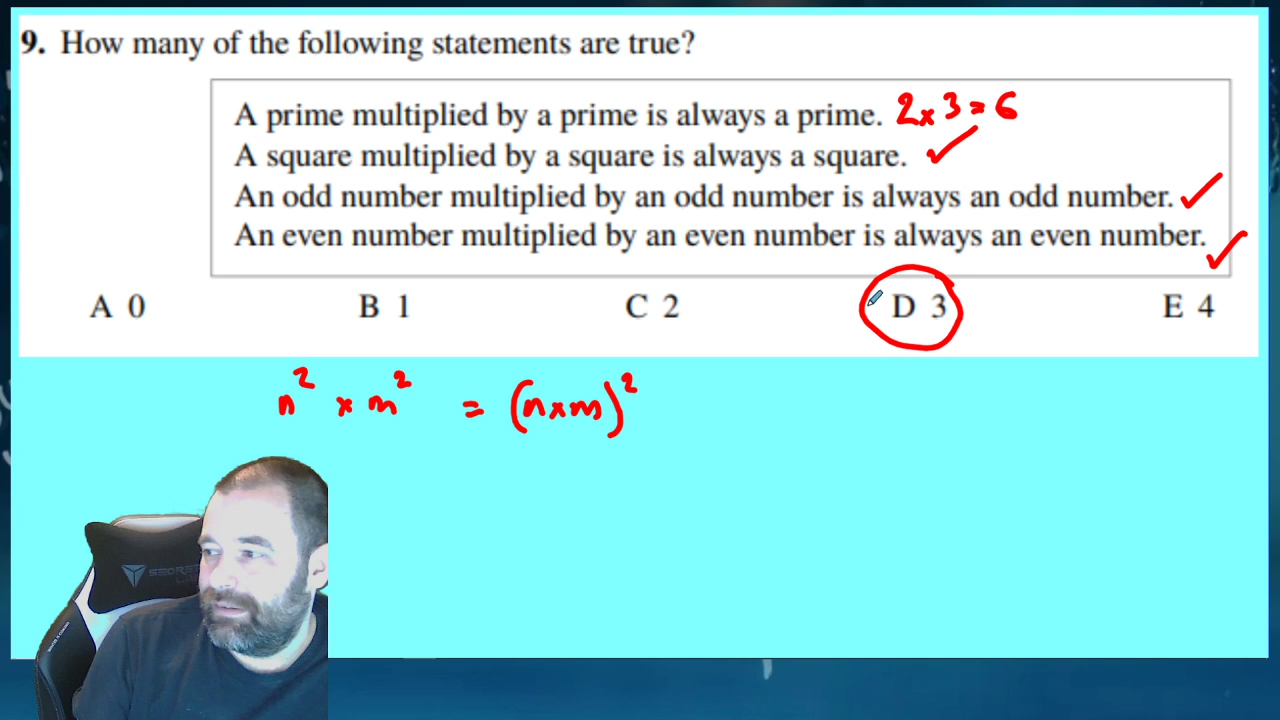 9. How many of the following statements are true?
A prime multiplied by a prime is always a prime. 2x3=6
A square multiplied by a square is always a square. ✓
An odd number multiplied by an odd number is always an odd number. ✓
An even number multiplied by an even number is always an even number. ✓
A 0 B 1 C 2 D 3 E 4
n² × m² = (n×m)²